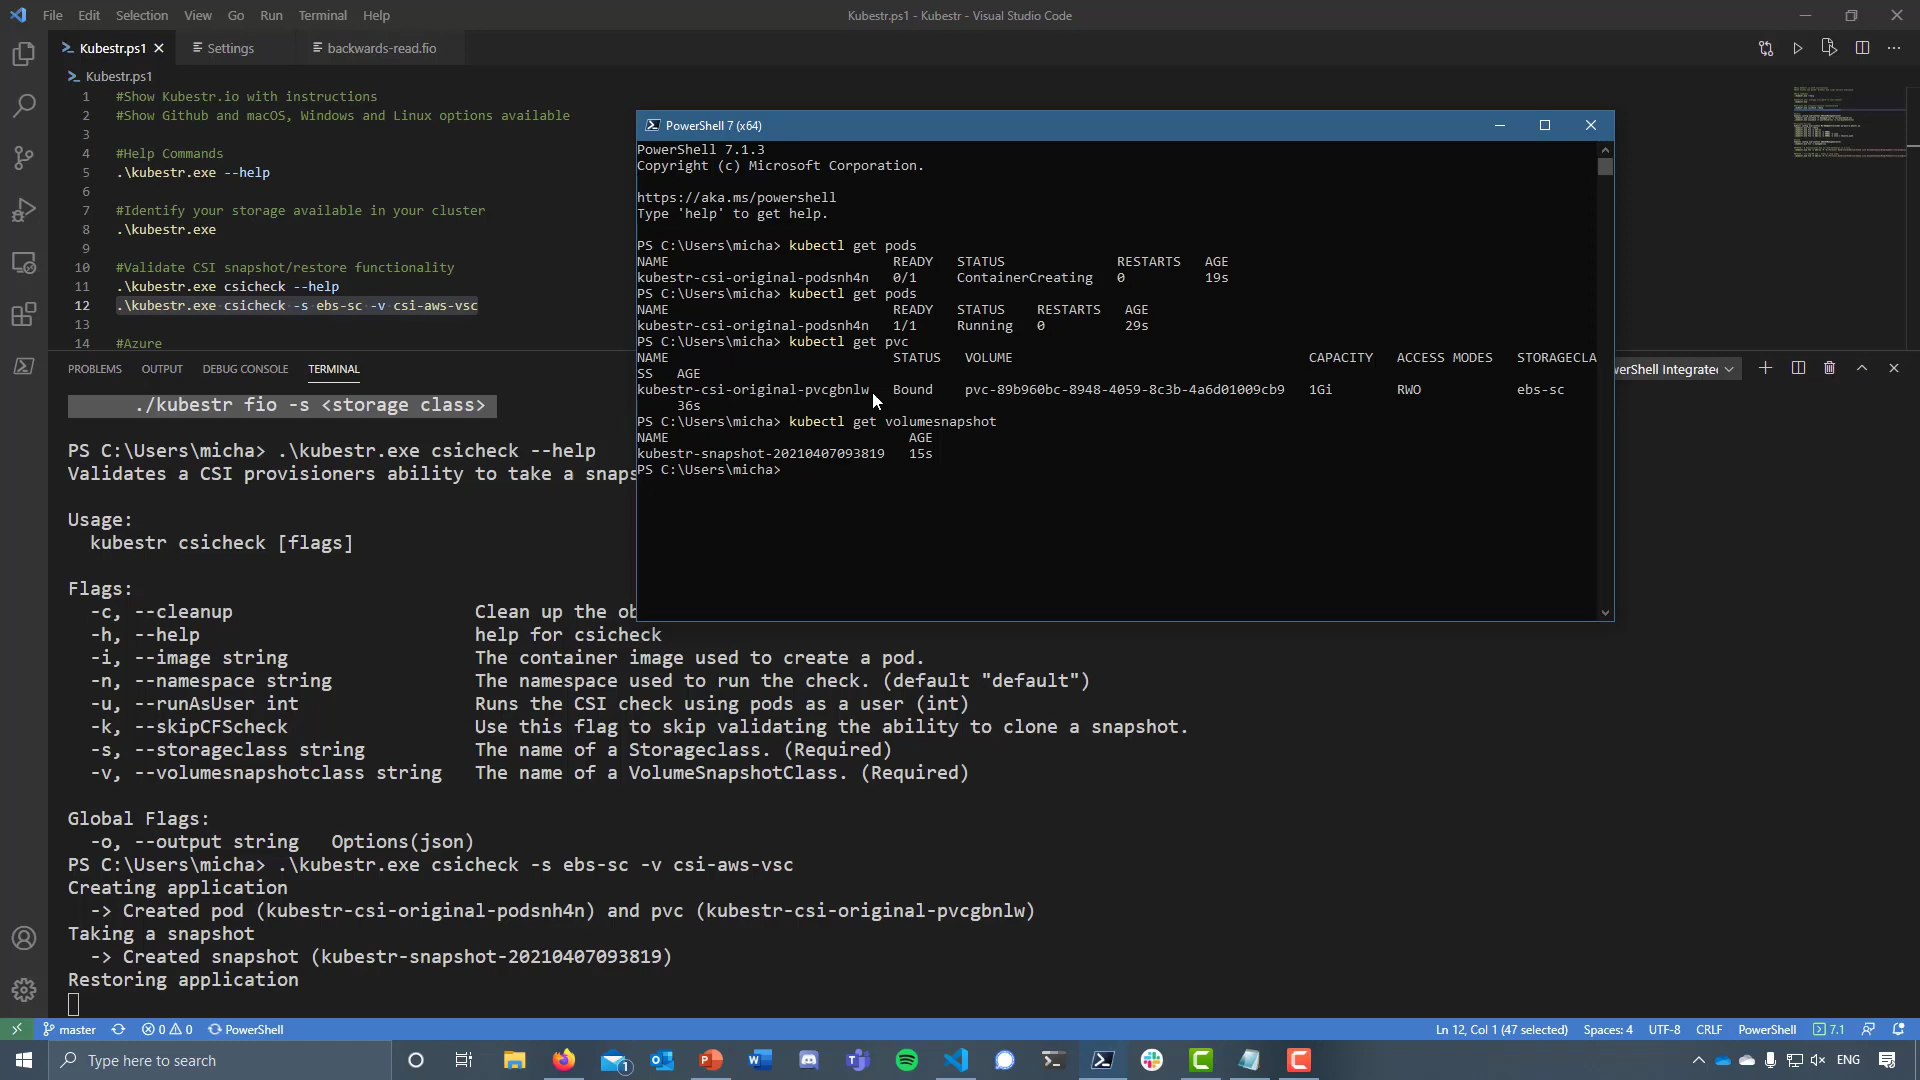 File Edit Selection View Go Run Terminal Help
Kubestr.ps1 - Kubestr - Visual Studio Code
Kubestr.ps1
Settings
backwards-read.fio
Kubestr.ps1
1 #Show Kubestr.io with instructions
2 #Show Github and macOS, Windows and Linux options available
3
4 #Help Commands
5 .\kubestr.exe --help
6
7 #Identify your storage available in your cluster
8 .\kubestr.exe
9
10 #Validate CSI snapshot/restore functionality
11 .\kubestr.exe csicheck --help
12 .\kubestr.exe csicheck -s ebs-sc -v csi-aws-vsc
13
14 #Azure
PowerShell 7 (x64)
PowerShell 7.1.3
Copyright (c) Microsoft Corporation.
https://aka.ms/powershell
Type 'help' to get help.
PS C:\Users\micha> kubectl get pods
NAME READY STATUS RESTARTS AGE
kubestr-csi-original-podsnh4n 0/1 ContainerCreating 0 19s
PS C:\Users\micha> kubectl get pods
NAME READY STATUS RESTARTS AGE
kubestr-csi-original-podsnh4n 1/1 Running 0 29s
PS C:\Users\micha> kubectl get pvc
NAME STATUS VOLUME CAPACITY ACCESS MODES STORAGECLA
SS AGE
kubestr-csi-original-pvcgbnlw Bound pvc-89b960bc-8948-4059-8c3b-4a6d01009cb9 1Gi RWO ebs-sc
36s
PS C:\Users\micha> kubectl get volumesnapshot
NAME AGE
kubestr-snapshot-20210407093819 15s
PS C:\Users\micha>
PROBLEMS OUTPUT DEBUG CONSOLE TERMINAL
werShell Integrated
./kubestr fio -s <storage class>
PS C:\Users\micha> .\kubestr.exe csicheck --help
Validates a CSI provisioners ability to take a snaps
Usage:
kubestr csicheck [flags]
Flags:
-c, --cleanup Clean up the ob
-h, --help help for csicheck
-i, --image string The container image used to create a pod.
-n, --namespace string The namespace used to run the check. (default "default")
-u, --runAsUser int Runs the CSI check using pods as a user (int)
-k, --skipCFScheck Use this flag to skip validating the ability to clone a snapshot.
-s, --storageclass string The name of a Storageclass. (Required)
-v, --volumesnapshotclass string The name of a VolumeSnapshotClass. (Required)
Global Flags:
-o, --output string Options(json)
PS C:\Users\micha> .\kubestr.exe csicheck -s ebs-sc -v csi-aws-vsc
Creating application
-> Created pod (kubestr-csi-original-podsnh4n) and pvc (kubestr-csi-original-pvcgbnlw)
Taking a snapshot
-> Created snapshot (kubestr-snapshot-20210407093819)
Restoring application
master 0 0 PowerShell
Ln 12, Col 1 (47 selected) Spaces: 4 UTF-8 CRLF PowerShell 7.1
Type here to search
1
ENG